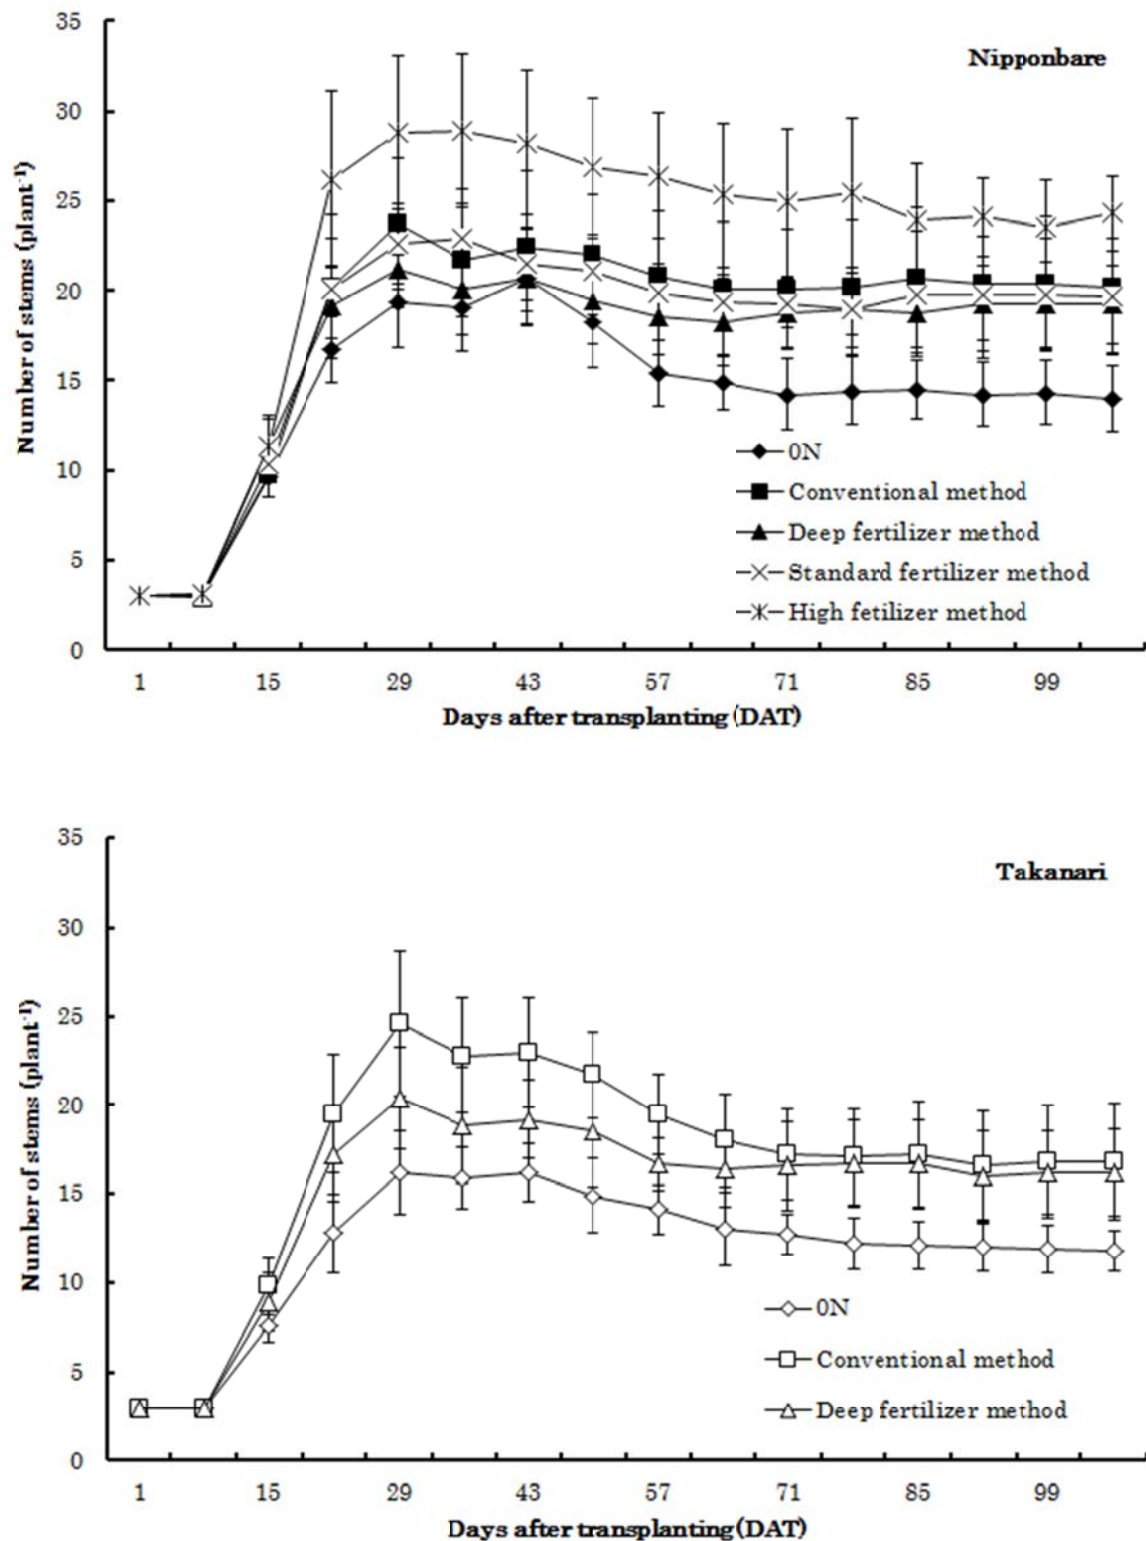 Nipponbare
Number of stems (plant⁻¹)
35
30
25
20
15
10
5
0
0N
Conventional method
Deep fertilizer method
Standard fertilizer method
High fetilizer method
1 15 29 43 57 71 85 99
Days after transplanting (DAT)
Takanari
Number of stems (plant⁻¹)
35
30
25
20
15
10
5
0
0N
Conventional method
Deep fertilizer method
1 15 29 43 57 71 85 99
Days after transplanting (DAT)